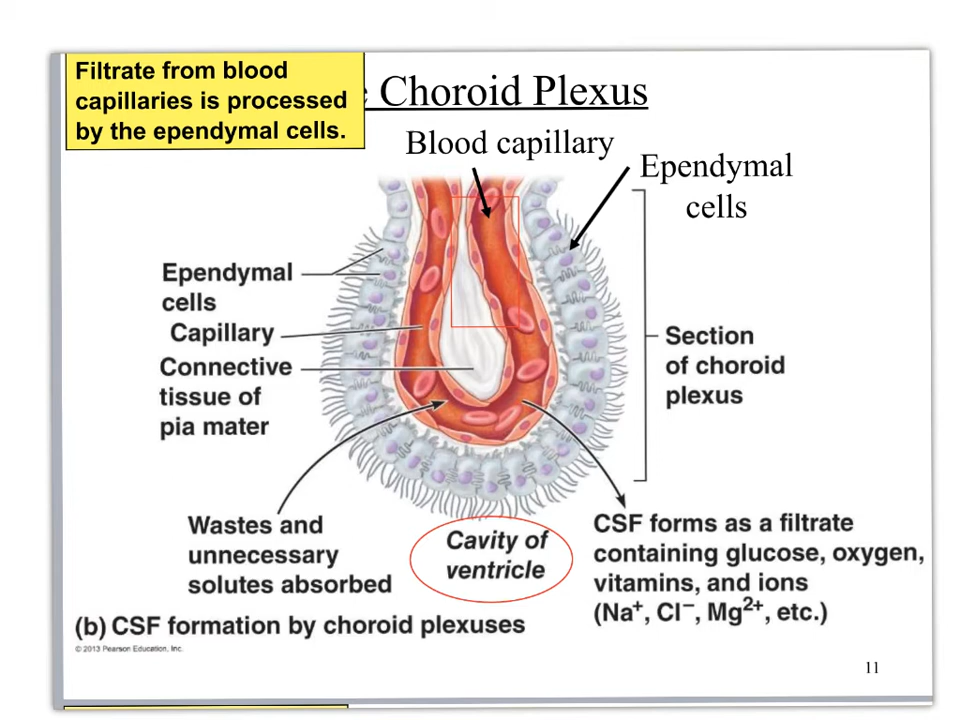 Filtrate from blood
capillaries is processed
by the ependymal cells.
Choroid Plexus
Blood capillary
Ependymal
cells
Ependymal
cells
Capillary
Connective
tissue of
pia mater
Section
of choroid
plexus
Wastes and
unnecessary
solutes absorbed
Cavity of
ventricle
CSF forms as a filtrate
containing glucose, oxygen,
vitamins, and ions
(Na⁺, Cl⁻, Mg²⁺, etc.)
(b) CSF formation by choroid plexuses
© 2013 Pearson Education, Inc.
11